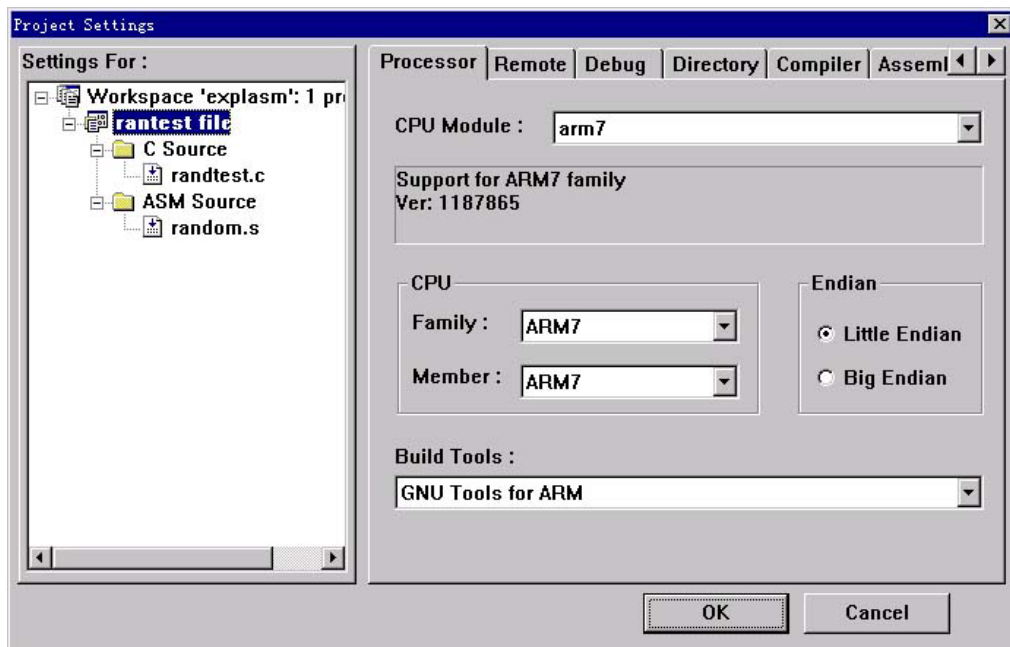 Project Settings
Settings For :
Workspace 'explasm': 1 pr
rantest file
C Source
randtest.c
ASM Source
random.s
Processor Remote Debug Directory Compiler Asseml
CPU Module : arm7
Support for ARM7 family
Ver: 1187865
CPU
Family : ARM7
Member : ARM7
Endian
Little Endian
Big Endian
Build Tools :
GNU Tools for ARM
OK Cancel